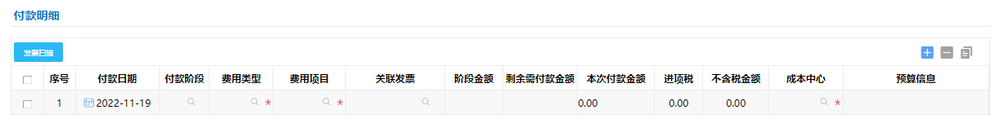 付款明细
发票扫描
序号 付款日期 付款阶段 费用类型 费用项目 关联发票 阶段金额 剩余需付款金额 本次付款金额 进项税 不含税金额 成本中心 预算信息
1 2022-11-19 * * 0.00 0.00 0.00 *